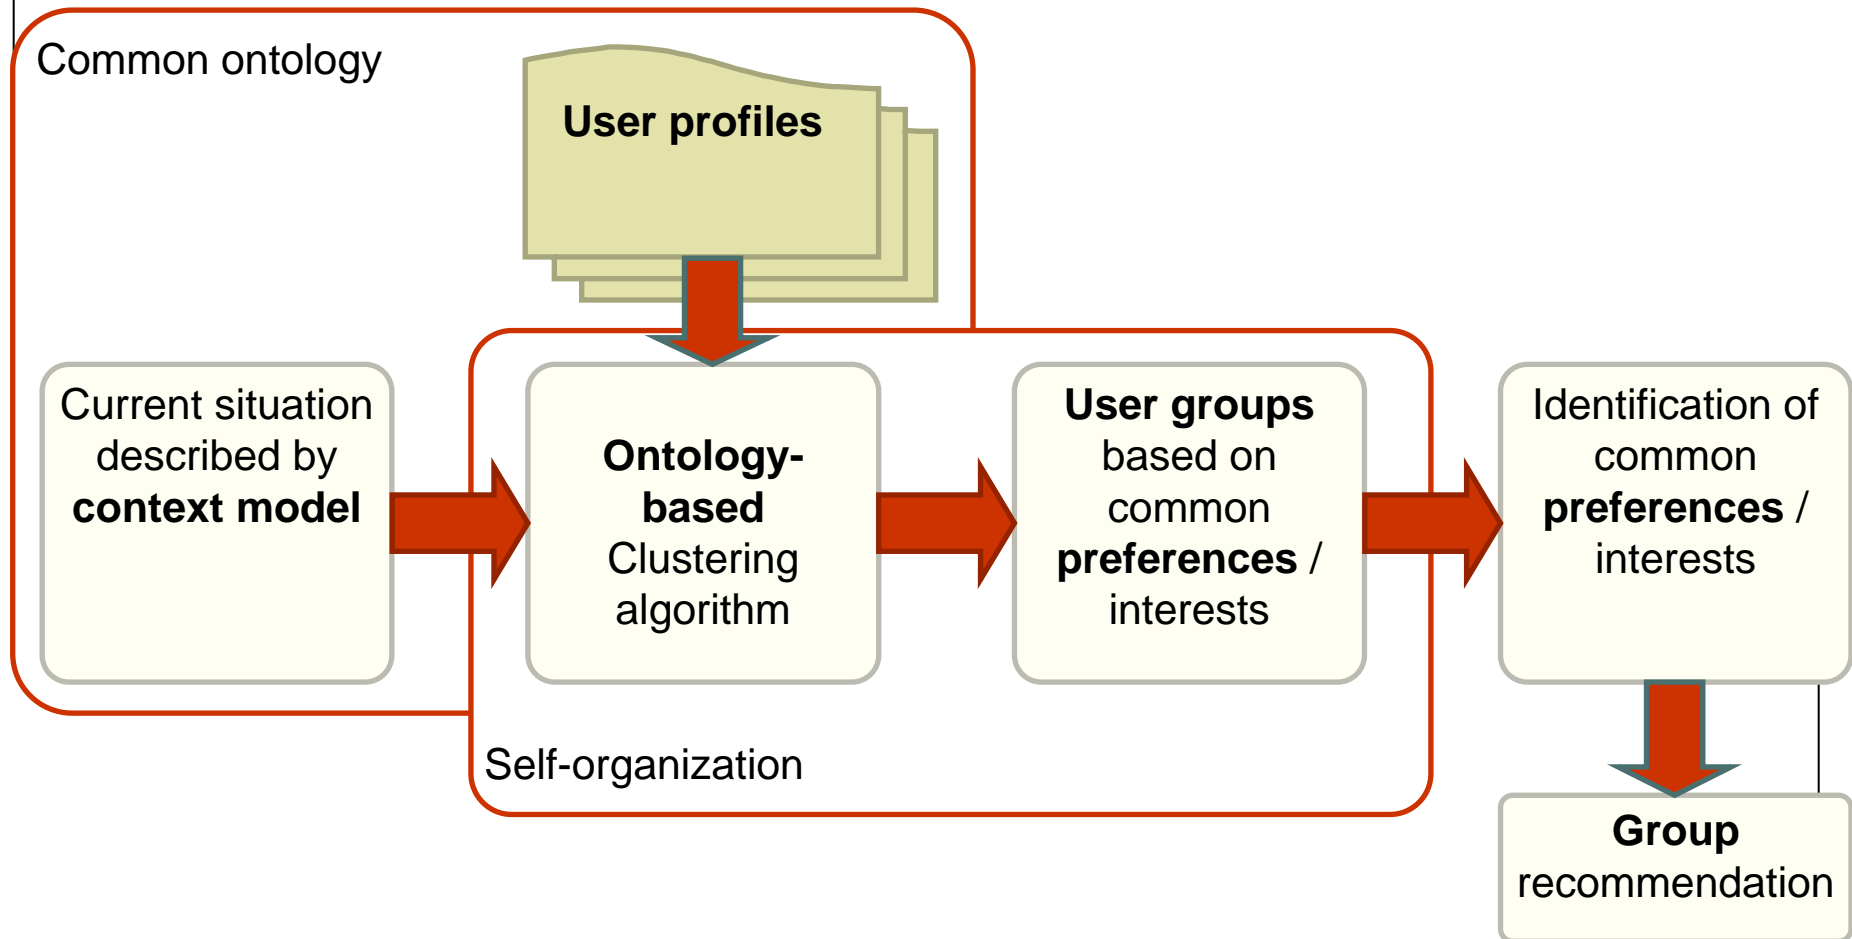 Common ontology
User profiles
Current situation
described by
context model
Ontology-
based
Clustering
algorithm
User groups
based on
common
preferences /
interests
Identification of
common
preferences /
interests
Self-organization
Group
recommendation